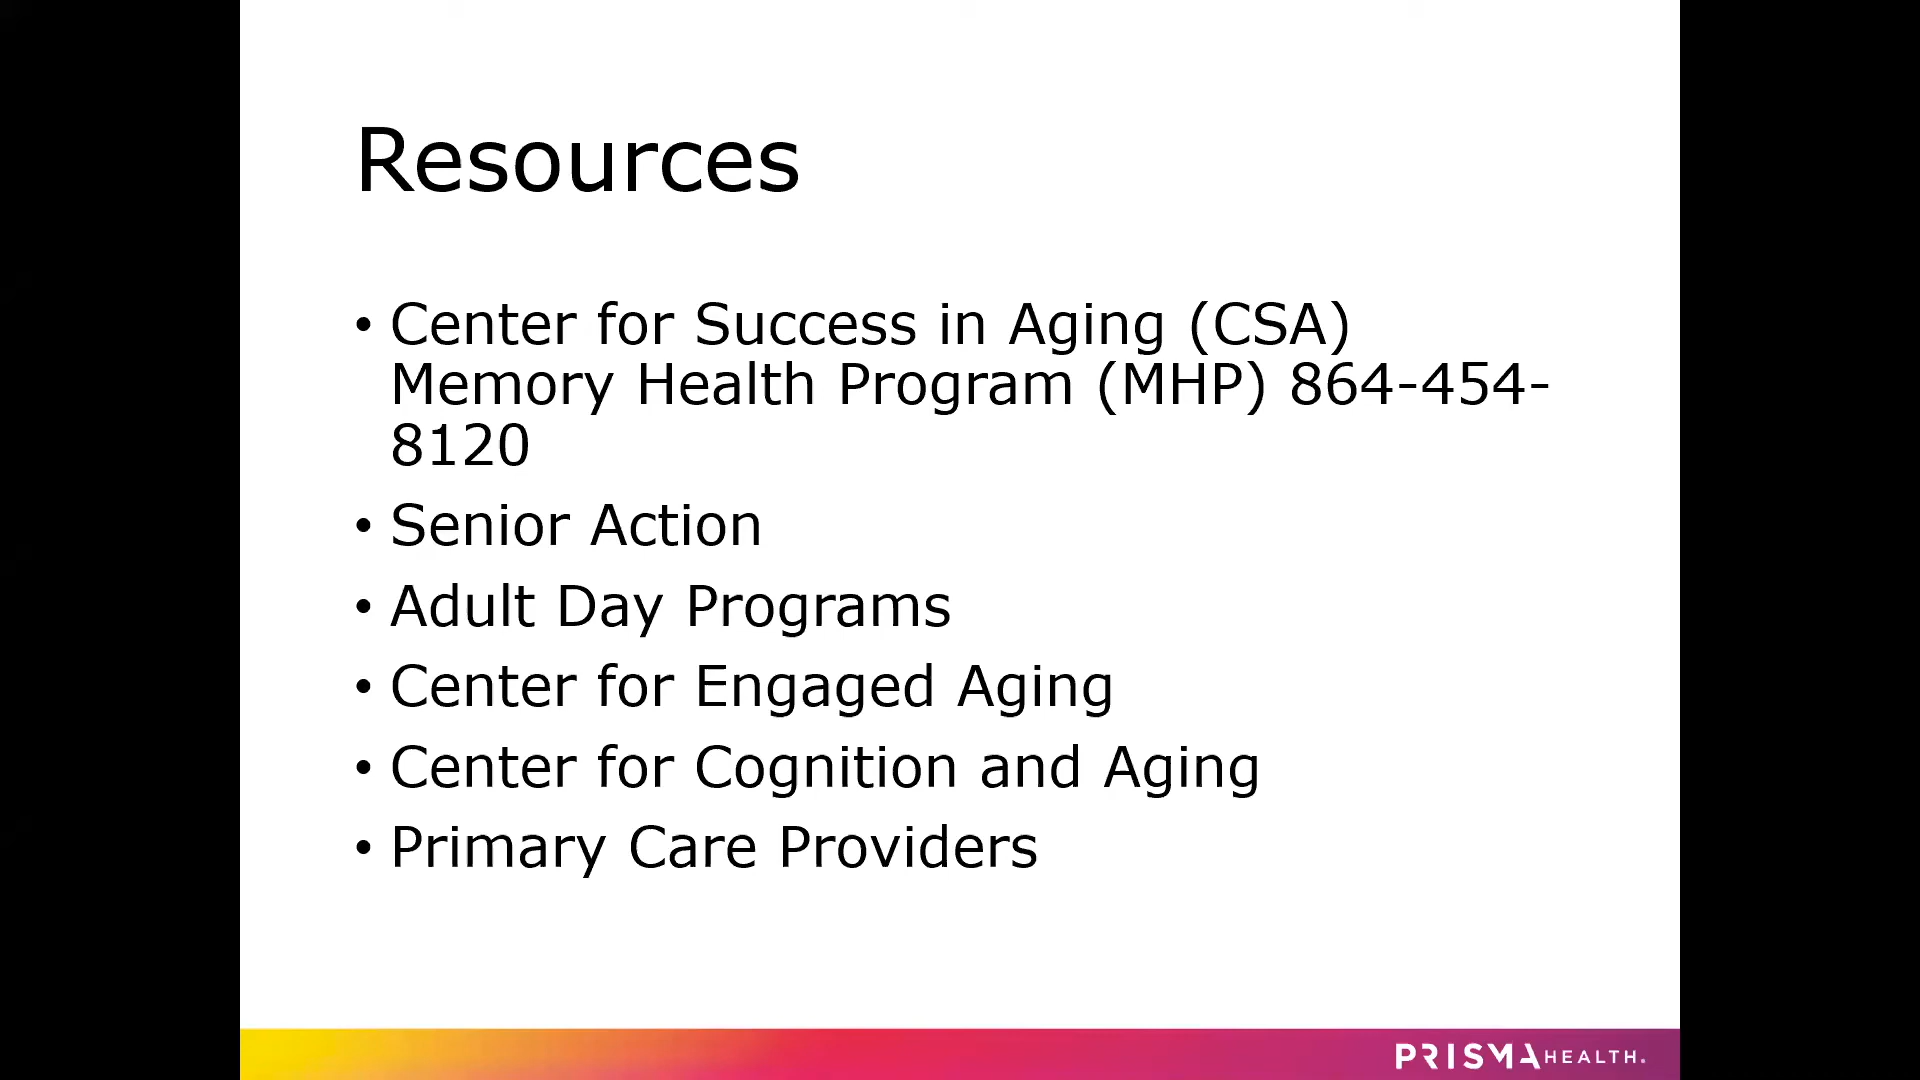 Resources
• Center for Success in Aging (CSA)
Memory Health Program (MHP) 864-454-
8120
• Senior Action
• Adult Day Programs
• Center for Engaged Aging
• Center for Cognition and Aging
• Primary Care Providers
PRISMA HEALTH.